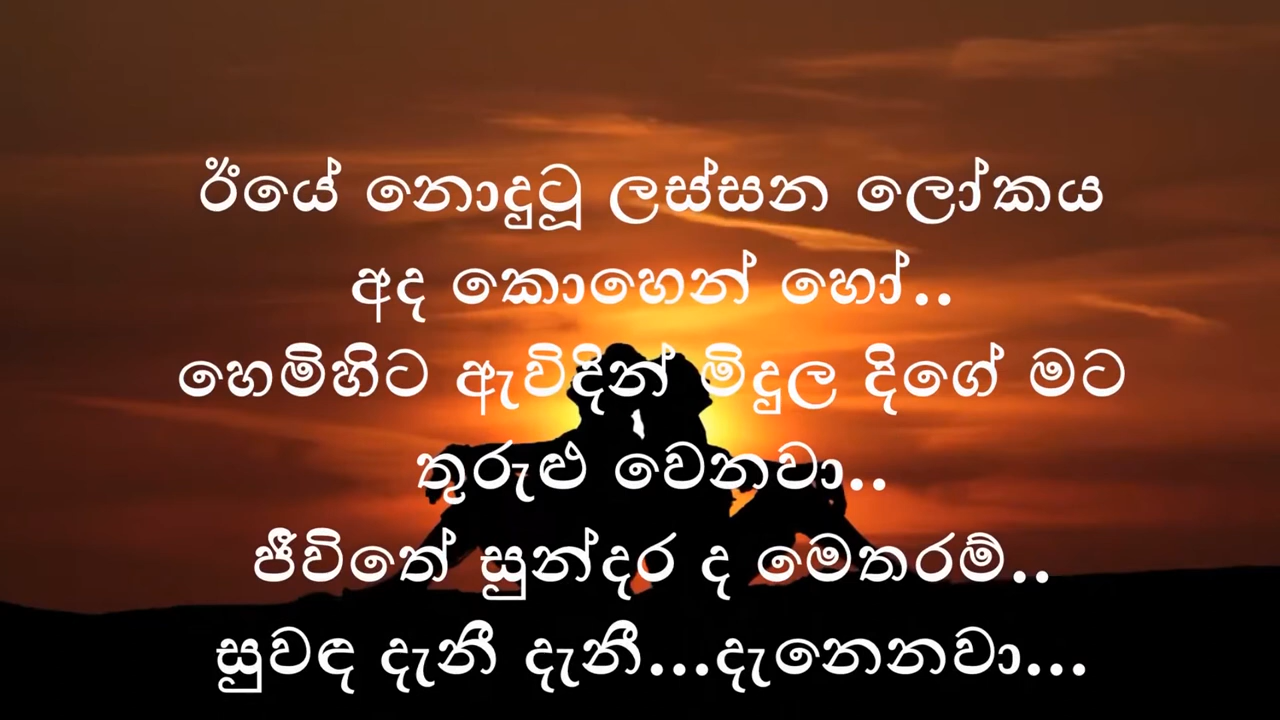 ඊයේ නොදුටූ ලස්සන ලෝකය
අද කොහෙන් හෝ..
හෙමිහිට ඇවිදින් මිදුල දිගේ මට
තුරුළු වෙනවා..
ජීවිතේ සුන්දර ද මෙතරම්..
සුවඳ දැනී දැනී...දැනෙනවා...